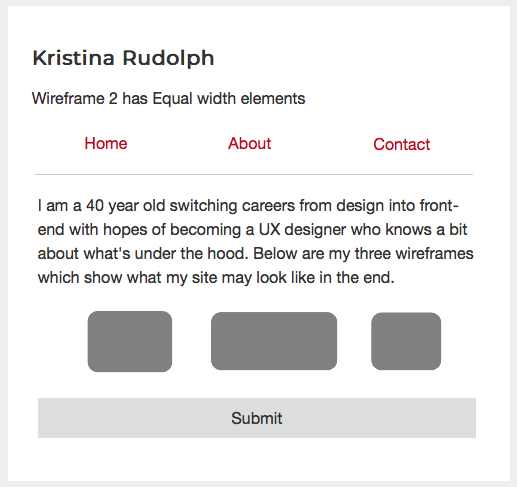 Kristina Rudolph
Wireframe 2 has Equal width elements
Home About Contact
I am a 40 year old switching careers from design into front-
end with hopes of becoming a UX designer who knows a bit
about what's under the hood. Below are my three wireframes
which show what my site may look like in the end.
Submit